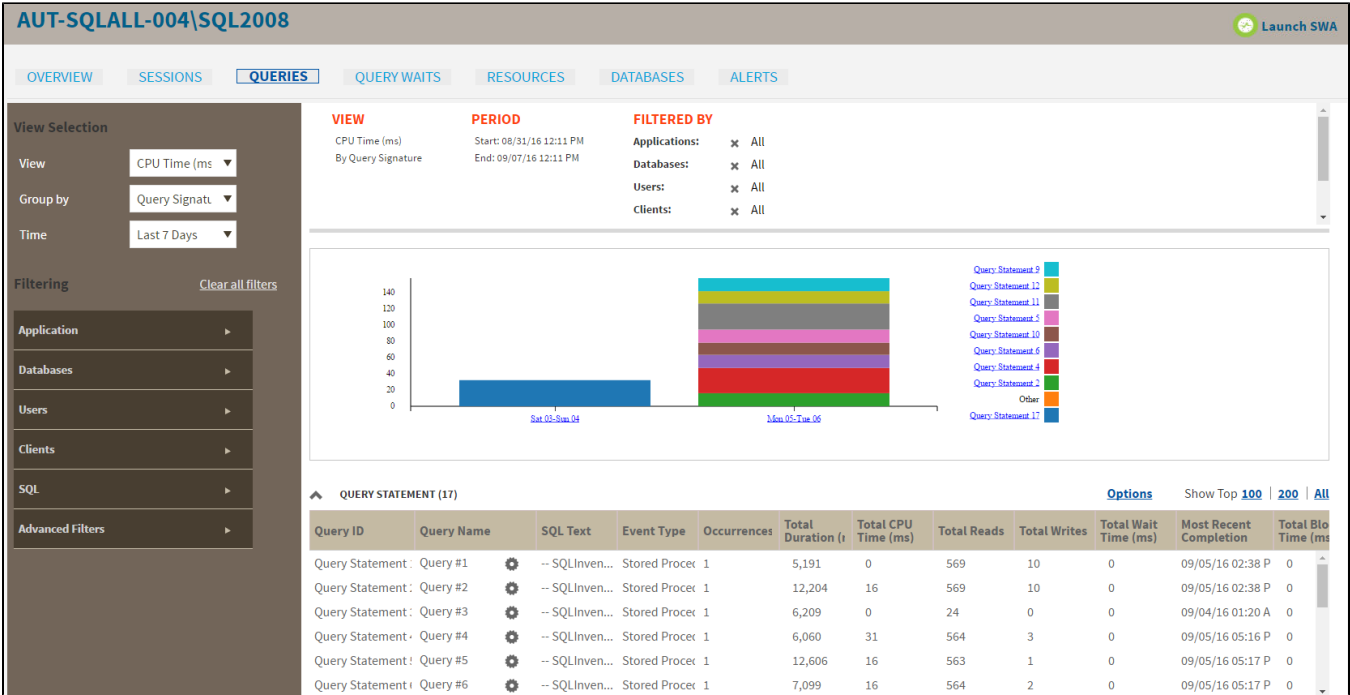 AUT-SQLALL-004\SQL2008
Launch SWA
OVERVIEW SESSIONS QUERIES QUERY WAITS RESOURCES DATABASES ALERTS
View Selection
View CPU Time (ms
Group by Query Signatu
Time Last 7 Days
Filtering Clear all filters
Application
Databases
Users
Clients
SQL
Advanced Filters
VIEW PERIOD FILTERED BY
CPU Time (ms) Start: 08/31/16 12:11 PM Applications: All
By Query Signature End: 09/07/16 12:11 PM Databases: All
Users: All
Clients: All
140
120
100
80
60
40
20
0
Sat 03-Sun 04 Mon 05-Tue 06
Query Statement 9
Query Statement 12
Query Statement 11
Query Statement 5
Query Statement 10
Query Statement 6
Query Statement 4
Query Statement 2
Other
Query Statement 17
QUERY STATEMENT (17) Options Show Top 100 | 200 | All
Query ID Query Name SQL Text Event Type Occurrences Total Duration (r Total CPU Time (ms) Total Reads Total Writes Total Wait Time (ms) Most Recent Completion Total Blo Time (ms
Query Statement Query #1 -- SQLInven... Stored Proced 1 5,191 0 569 10 0 09/05/16 02:38 P 0
Query Statement Query #2 -- SQLInven... Stored Proced 1 12,204 16 569 10 0 09/05/16 02:38 P 0
Query Statement Query #3 -- SQLInven... Stored Proced 1 6,209 0 24 0 0 09/04/16 01:20 A 0
Query Statement Query #4 -- SQLInven... Stored Proced 1 6,060 31 564 3 0 09/05/16 05:16 P 0
Query Statement Query #5 -- SQLInven... Stored Proced 1 12,606 16 563 1 0 09/05/16 05:17 P 0
Query Statement Query #6 -- SQLInven... Stored Proced 1 7,099 16 564 2 0 09/05/16 05:17 P 0